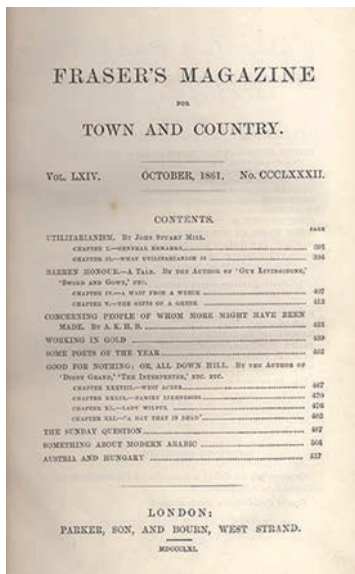 FRASER'S MAGAZINE
FOR
TOWN AND COUNTRY.
VOL. LXIV. OCTOBER, 1861. No. CCCLXXXII.
CONTENTS.
PAGE
UTILITARIANISM. BY JOHN STUART MILL.
CHAPTER I.—GENERAL REMARKS 391
CHAPTER II.—WHAT UTILITARIANISM IS 394
BARREN HONOUR.—A TALE. BY THE AUTHOR OF 'GUY LIVINGSTONE,'
'SWORD AND GOWN,' ETC.
CHAPTER IV.—A WAIF FROM A WRECK 407
CHAPTER V.—THE GIFTS OF A GREEK 413
CONCERNING PEOPLE OF WHOM MORE MIGHT HAVE BEEN
MADE. BY A. K. H. B.
WORKING IN GOLD
SOME POETS OF THE YEAR
GOOD FOR NOTHING; OR, ALL DOWN HILL. BY THE AUTHOR OF
'DIGBY GRAND,' 'THE INTERPRETER,' ETC. ETC.
CHAPTER XXXVIII.—WEST ACRES 467
CHAPTER XXXIX.—FAMILY LIKENESSES 470
CHAPTER XL.—LADY WILFUL 476
CHAPTER XLI.—'A DAY THAT IS DEAD'
THE SUNDAY QUESTION 487
SOMETHING ABOUT MODERN ARABIC 504
AUSTRIA AND HUNGARY 517
LONDON:
PARKER, SON, AND BOURN, WEST STRAND.
MDCCCLXI.